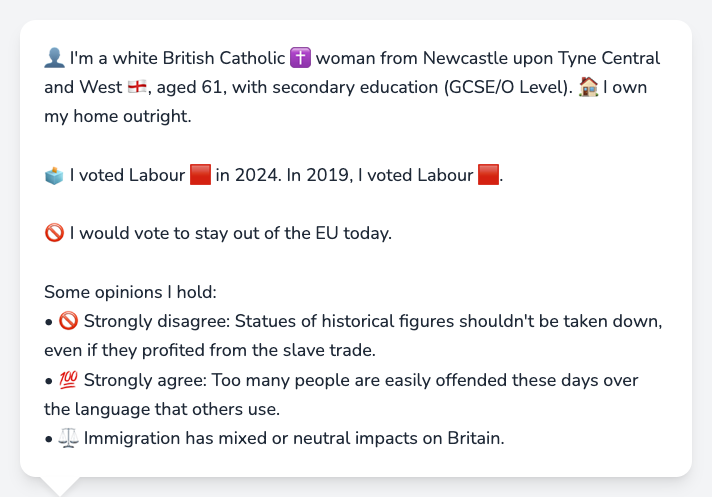 👤 I'm a white British Catholic ✝️ woman from Newcastle upon Tyne Central
and West 🏴󠁧󠁢󠁥󠁮󠁧󠁿, aged 61, with secondary education (GCSE/O Level). 🏠 I own
my home outright.
🗳️ I voted Labour 🟥 in 2024. In 2019, I voted Labour 🟥.
🚫 I would vote to stay out of the EU today.
Some opinions I hold:
• 🚫 Strongly disagree: Statues of historical figures shouldn't be taken down,
even if they profited from the slave trade.
• 💯 Strongly agree: Too many people are easily offended these days over
the language that others use.
• ⚖️ Immigration has mixed or neutral impacts on Britain.